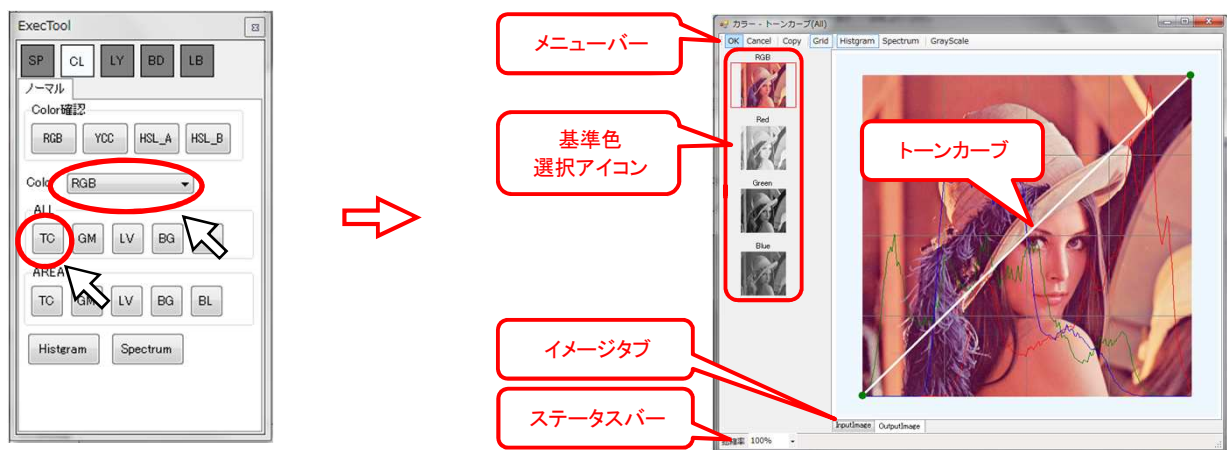 ExecTool
SP CL LY BD LB
ノーマル
Color確認
RGB YCC HSL_A HSL_B
Color RGB
ALL
TC GM LV BG
AREA
TC GM LV BG BL
Histgram Spectrum
メニューバー
基準色
選択アイコン
イメージタブ
ステータスバー
カラー - トーンカーブ(All)
OK Cancel Copy Grid Histgram Spectrum GrayScale
RGB
Red
Green
Blue
トーンカーブ
InputImage OutputImage
100%